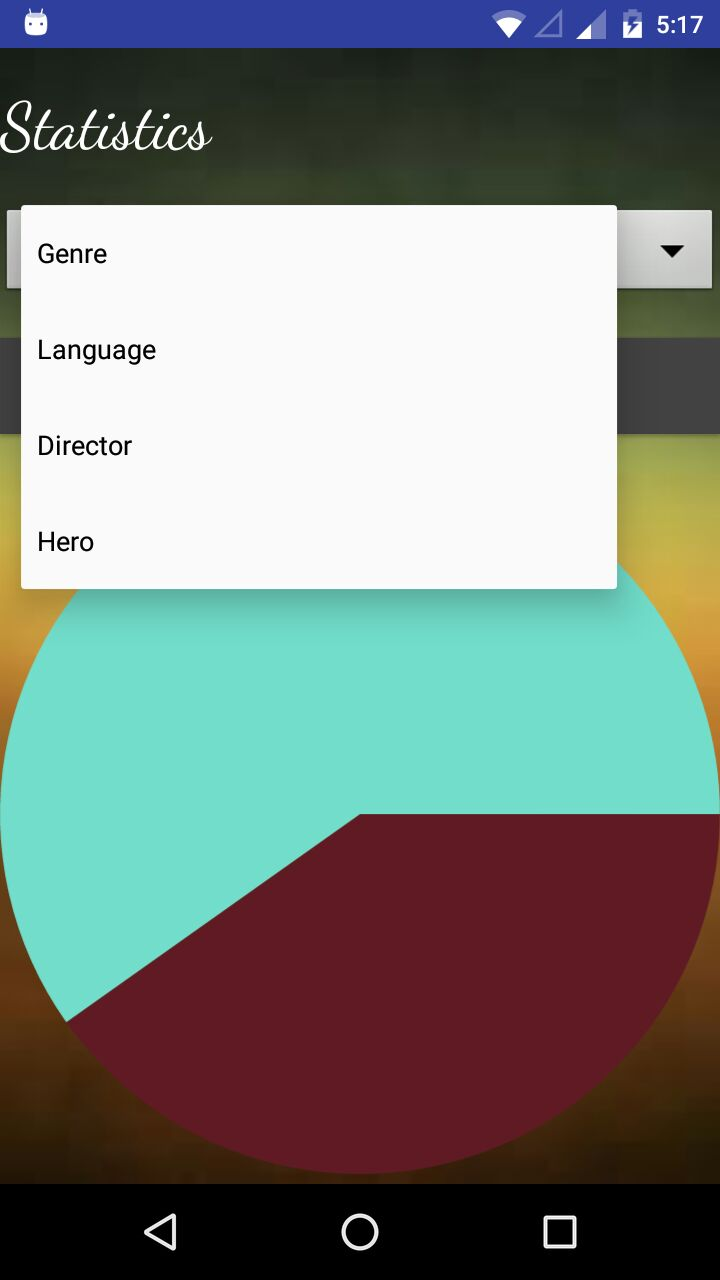 5:17
Statistics
Genre
Language
Director
Hero